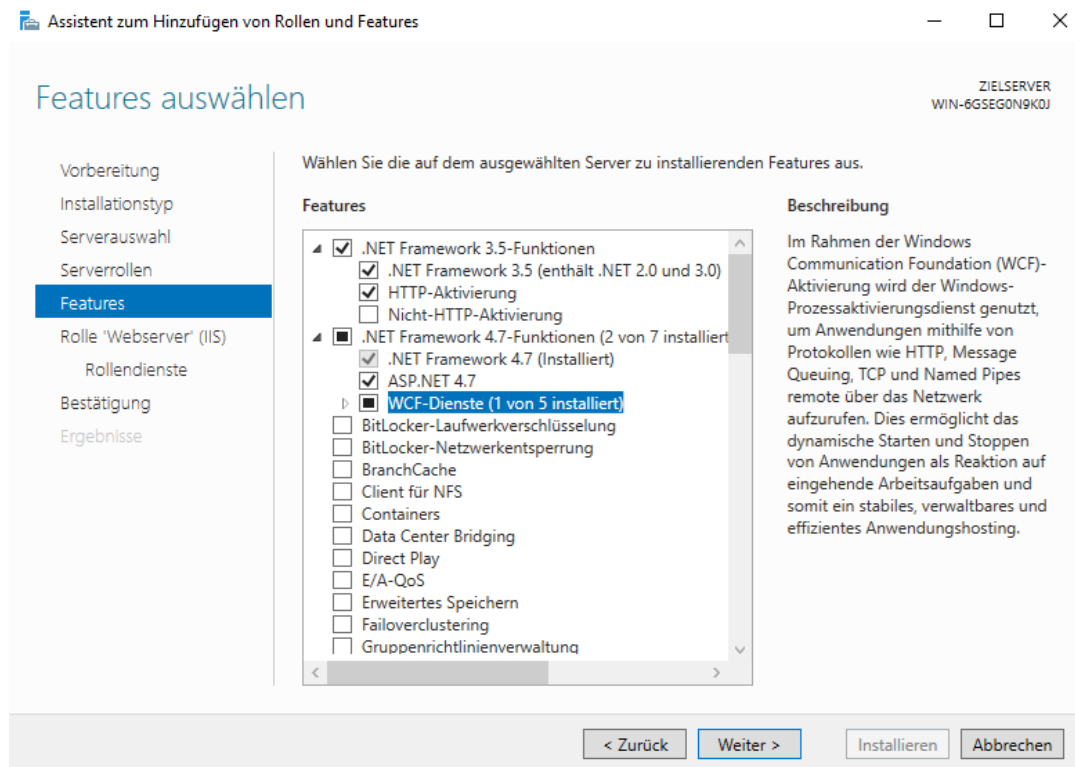 Assistent zum Hinzufügen von Rollen und Features
Features auswählen
ZIELSERVER
WIN-6GSEG0N9K0J
Vorbereitung
Installationstyp
Serverauswahl
Serverrollen
Features
Rolle 'Webserver' (IIS)
Rollendienste
Bestätigung
Ergebnisse
Wählen Sie die auf dem ausgewählten Server zu installierenden Features aus.
Features
.NET Framework 3.5-Funktionen
.NET Framework 3.5 (enthält .NET 2.0 und 3.0)
HTTP-Aktivierung
Nicht-HTTP-Aktivierung
.NET Framework 4.7-Funktionen (2 von 7 installiert
.NET Framework 4.7 (Installiert)
ASP.NET 4.7
WCF-Dienste (1 von 5 installiert)
BitLocker-Laufwerkverschlüsselung
BitLocker-Netzwerkentsperrung
BranchCache
Client für NFS
Containers
Data Center Bridging
Direct Play
E/A-QoS
Erweitertes Speichern
Failoverclustering
Gruppenrichtlinienverwaltung
Beschreibung
Im Rahmen der Windows
Communication Foundation (WCF)-
Aktivierung wird der Windows-
Prozessaktivierungsdienst genutzt,
um Anwendungen mithilfe von
Protokollen wie HTTP, Message
Queuing, TCP und Named Pipes
remote über das Netzwerk
aufzurufen. Dies ermöglicht das
dynamische Starten und Stoppen
von Anwendungen als Reaktion auf
eingehende Arbeitsaufgaben und
somit ein stabiles, verwaltbares und
effizientes Anwendungshosting.
< Zurück
Weiter >
Installieren
Abbrechen